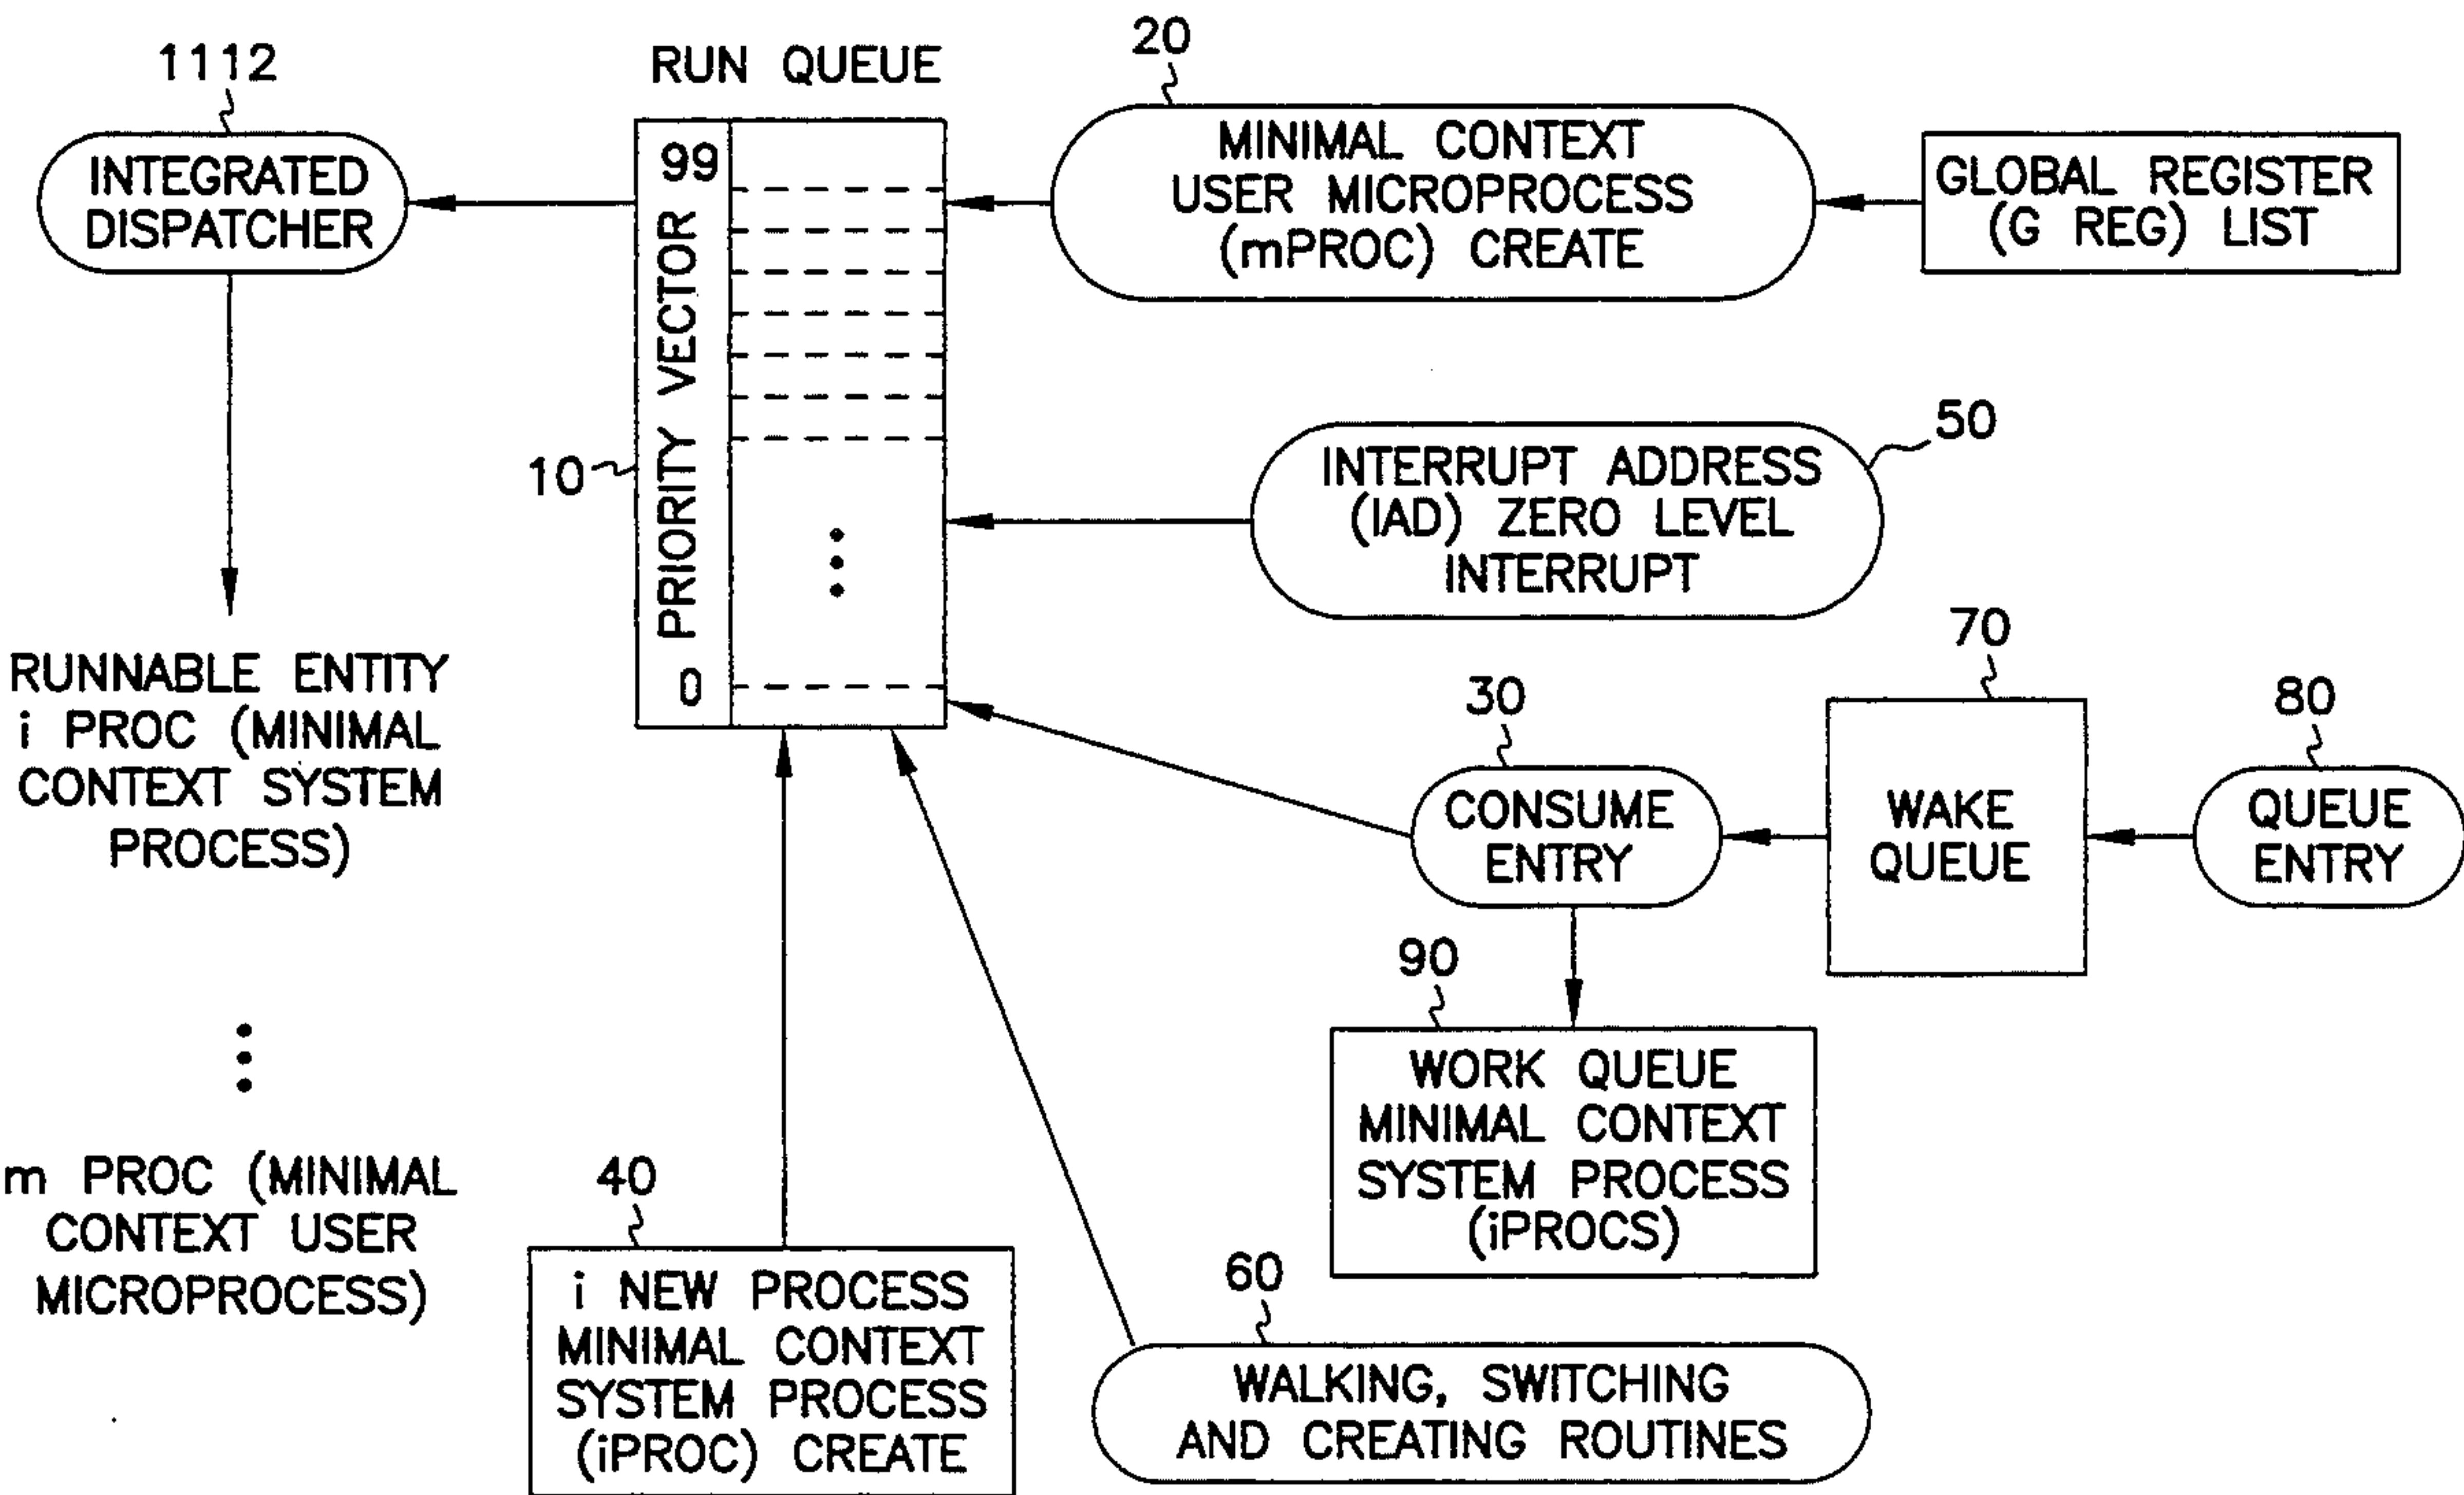 1112
INTEGRATED
DISPATCHER
RUN QUEUE
10
99
PRIORITY VECTOR
0
20
MINIMAL CONTEXT
USER MICROPROCESS
(mPROC) CREATE
GLOBAL REGISTER
(G REG) LIST
50
INTERRUPT ADDRESS
(IAD) ZERO LEVEL
INTERRUPT
RUNNABLE ENTITY
i PROC (MINIMAL
CONTEXT SYSTEM
PROCESS)
m PROC (MINIMAL
CONTEXT USER
MICROPROCESS)
30
CONSUME
ENTRY
70
WAKE
QUEUE
80
QUEUE
ENTRY
90
WORK QUEUE
MINIMAL CONTEXT
SYSTEM PROCESS
(iPROCS)
40
i NEW PROCESS
MINIMAL CONTEXT
SYSTEM PROCESS
(iPROC) CREATE
60
WALKING, SWITCHING
AND CREATING ROUTINES